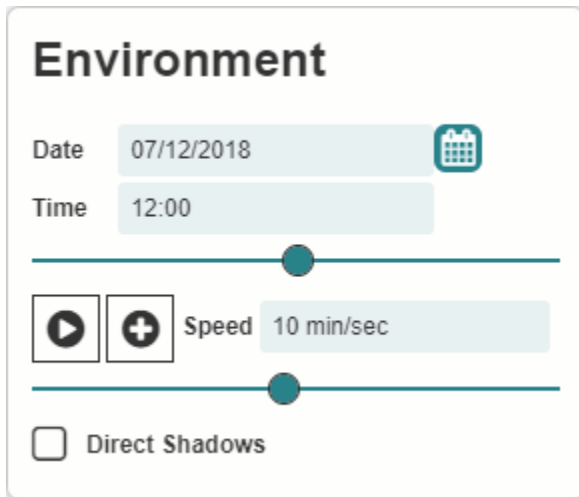 Environment
Date 07/12/2018
Time 12:00
Speed 10 min/sec
Direct Shadows